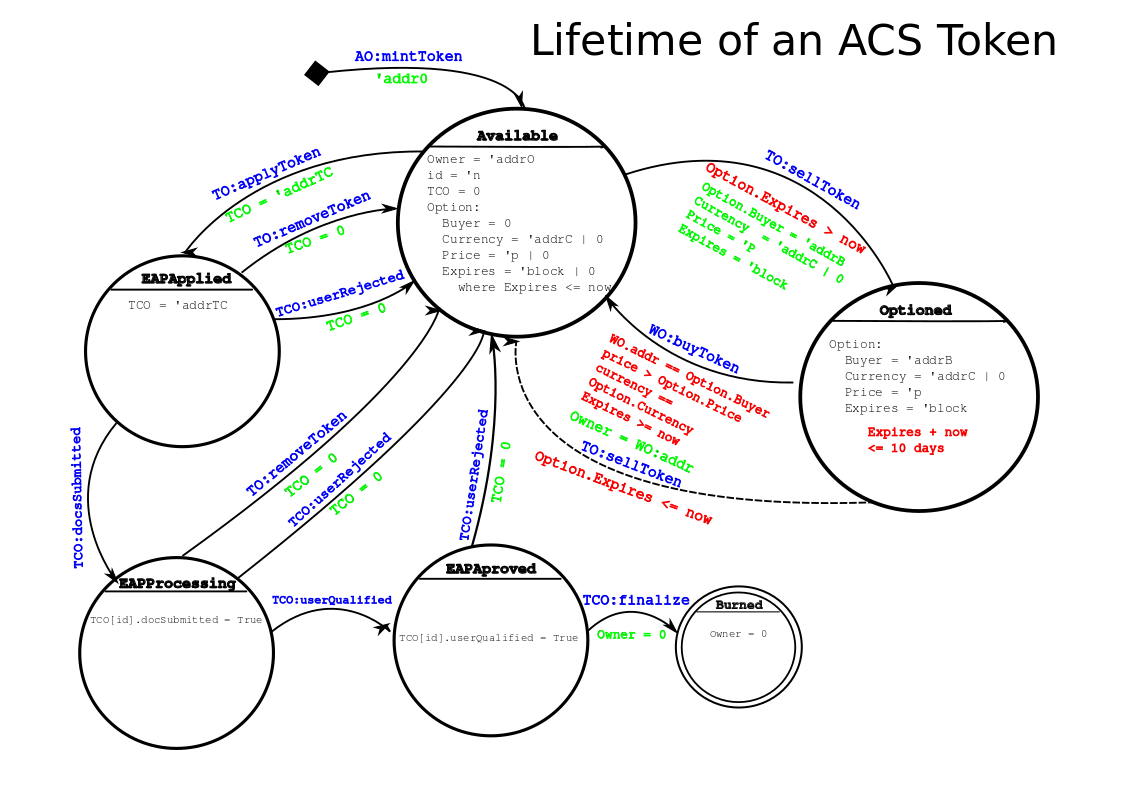 Lifetime of an ACS Token
AO:mintToken
'addr0
Available
Owner = 'addrO
id = 'n
TCO = 0
Option:
Buyer = 0
Currency = 'addrC | 0
Price = 'p | 0
Expires = 'block | 0
where Expires <= now
TO:applyToken
TCO = 'addrTC
TO:removeToken
TCO = 0
TCO:userRejected
TCO = 0
EAPApplied
TCO = 'addrTC
TO:sellToken
Option.Expires > now
Option.Buyer = 'addrB
Currency = 'addrC | 0
Price = 'p
Expires = 'block
Optioned
Option:
Buyer = 'addrB
Currency = 'addrC | 0
Price = 'p
Expires = 'block
Expires + now
<= 10 days
WO:buyToken
WO.addr == Option.Buyer
price > Option.Price
currency ==
Option.Currency
Expires >= now
Owner = WO:addr
TO:sellToken
Option.Expires <= now
TCO:docsSubmitted
TO:removeToken
TCO = 0
TCO:userRejected
TCO = 0
TCO:userRejected
TCO = 0
EAPProcessing
TCO[id].docSubmitted = True
TCO:userQualified
EAPAproved
TCO[id].userQualified = True
TCO:finalize
Owner = 0
Burned
Owner = 0